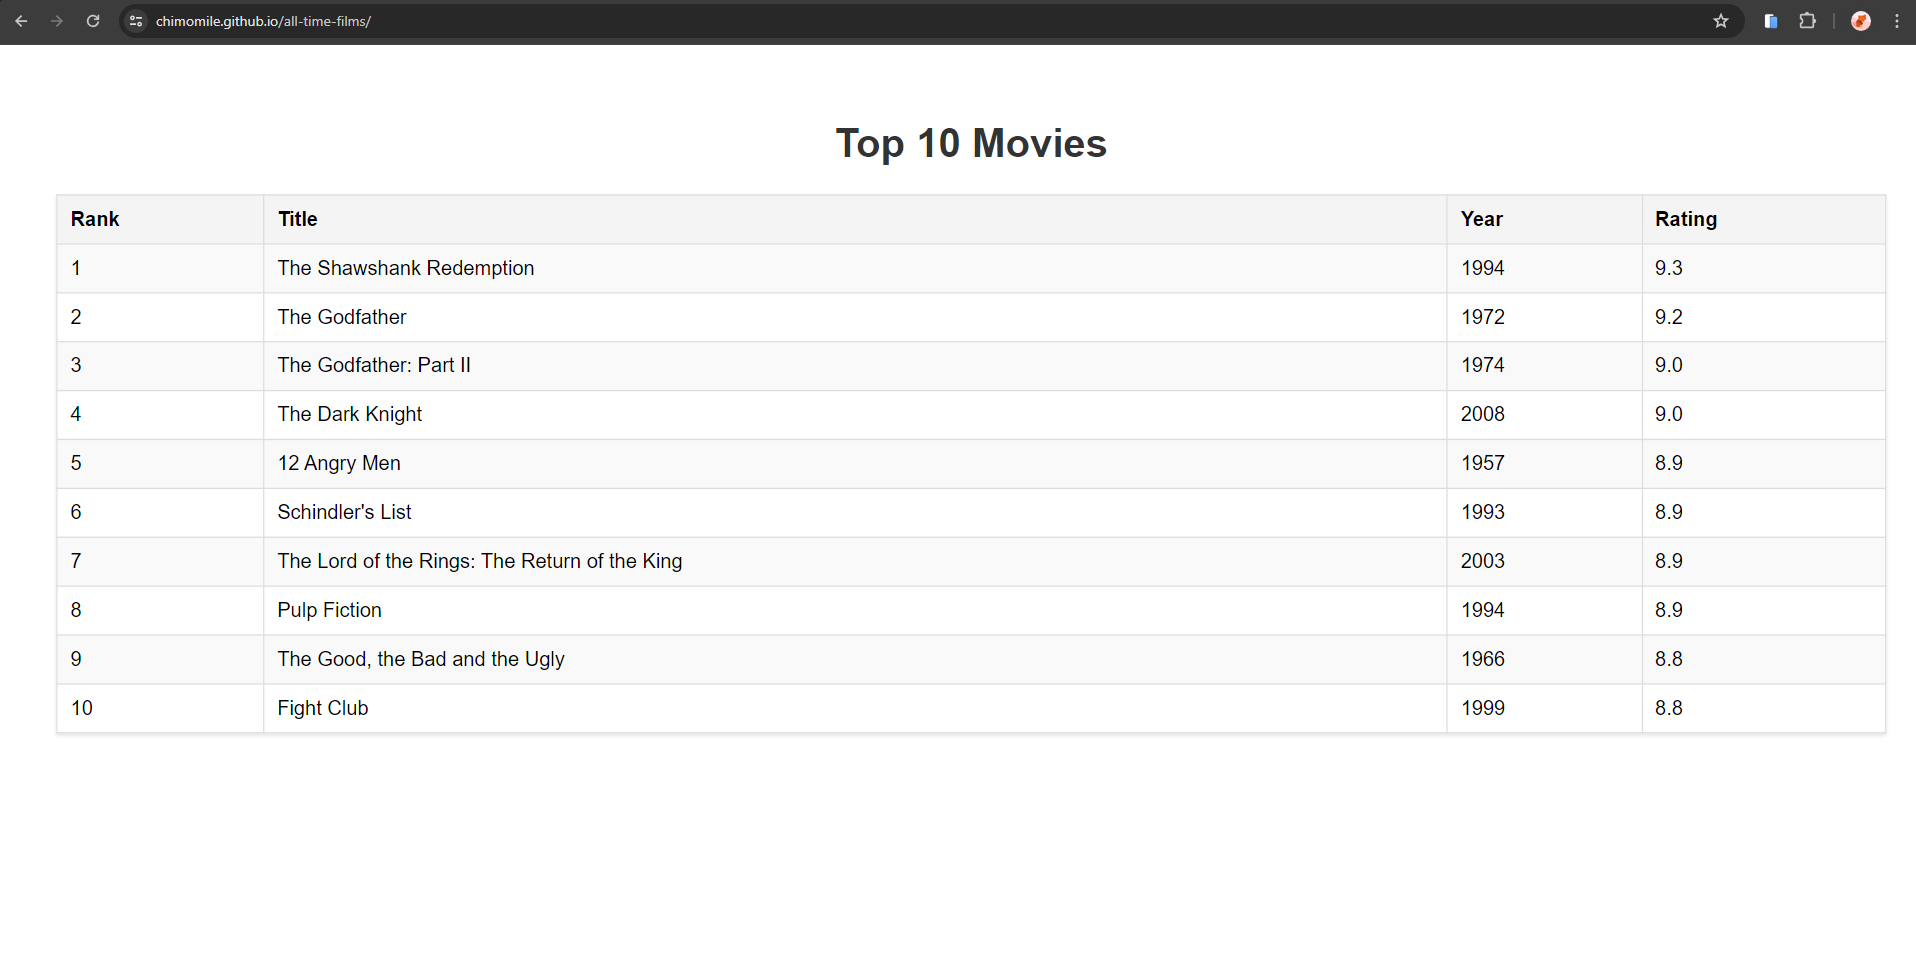 chimomile.github.io/all-time-films/
Top 10 Movies
Rank Title Year Rating
1 The Shawshank Redemption 1994 9.3
2 The Godfather 1972 9.2
3 The Godfather: Part II 1974 9.0
4 The Dark Knight 2008 9.0
5 12 Angry Men 1957 8.9
6 Schindler's List 1993 8.9
7 The Lord of the Rings: The Return of the King 2003 8.9
8 Pulp Fiction 1994 8.9
9 The Good, the Bad and the Ugly 1966 8.8
10 Fight Club 1999 8.8